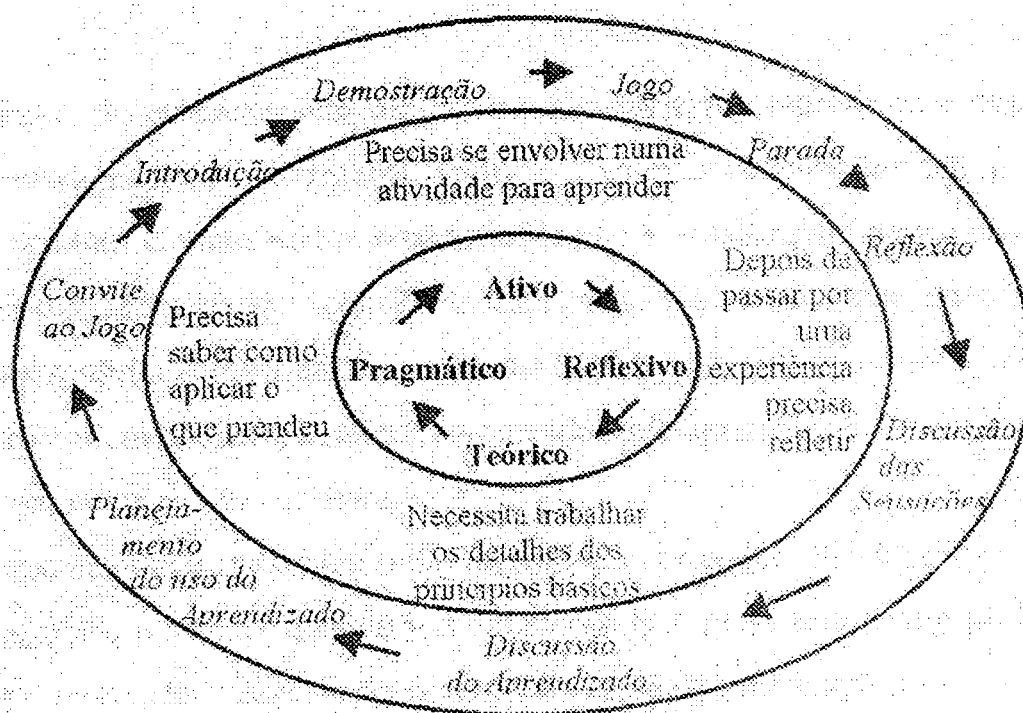 Demostração
Jogo
Parada
Reflexão
Discussão
das
Sensações
Discussão
do Aprendizado
Planeja-
mento
do uso do
Aprendizado
Convite
ao Jogo
Introdução
Precisa se envolver numa
atividade para aprender
Depois de
passar por
uma
experiência
precisa
refletir
Necessita trabalhar
os detalhes dos
princípios básicos
Precisa
saber como
aplicar o
que prendeu
Ativo
Reflexivo
Teórico
Pragmático